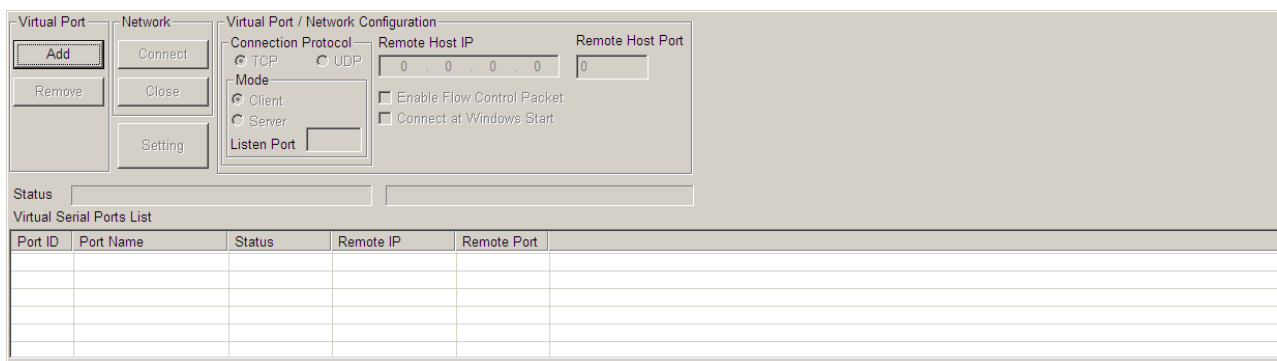 Virtual Port
Network
Virtual Port / Network Configuration
Add
Remove
Connect
Close
Setting
Connection Protocol
TCP UDP
Mode
Client
Server
Listen Port
Remote Host IP
0 . 0 . 0 . 0
Remote Host Port
0
Enable Flow Control Packet
Connect at Windows Start
Status
Virtual Serial Ports List
Port ID Port Name Status Remote IP Remote Port